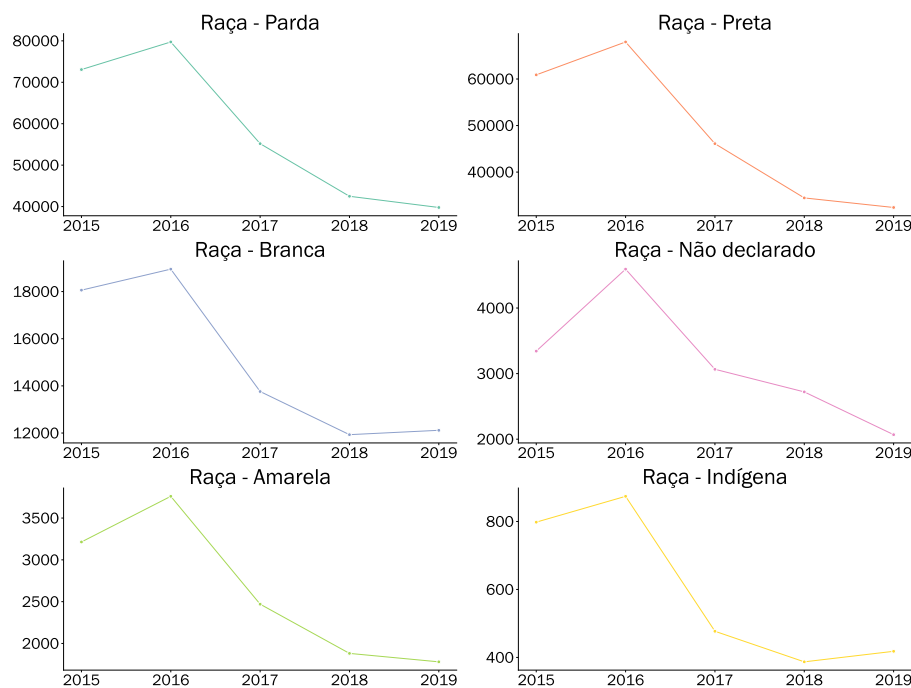 Raça - Parda
80000
70000
60000
50000
40000
2015 2016 2017 2018 2019
Raça - Preta
60000
50000
40000
2015 2016 2017 2018 2019
Raça - Branca
18000
16000
14000
12000
2015 2016 2017 2018 2019
Raça - Não declarado
4000
3000
2000
2015 2016 2017 2018 2019
Raça - Amarela
3500
3000
2500
2000
2015 2016 2017 2018 2019
Raça - Indígena
800
600
400
2015 2016 2017 2018 2019